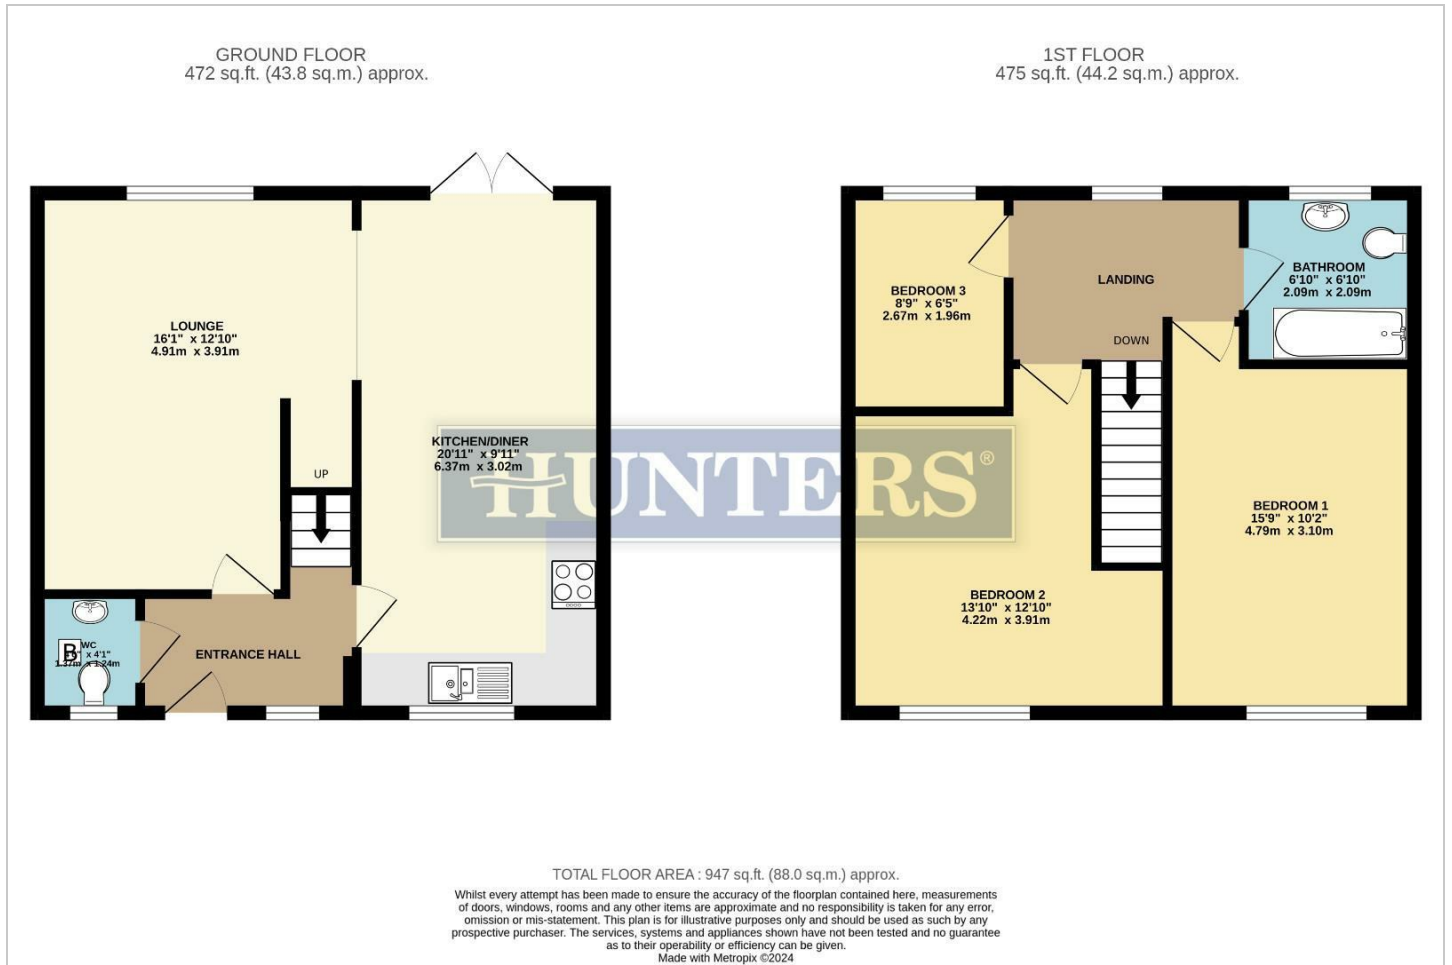 GROUND FLOOR
472 sq.ft. (43.8 sq.m.) approx.
1ST FLOOR
475 sq.ft. (44.2 sq.m.) approx.
LOUNGE
16'1" x 12'10"
4.91m x 3.91m
UP
KITCHEN/DINER
20'11" x 9'11"
6.37m x 3.02m
WC
x 4'1"
B
ENTRANCE HALL
BEDROOM 3
8'9" x 6'5"
2.67m x 1.96m
LANDING
DOWN
BATHROOM
6'10" x 6'10"
2.09m x 2.09m
BEDROOM 1
15'9" x 10'2"
4.79m x 3.10m
BEDROOM 2
13'10" x 12'10"
4.22m x 3.91m
HUNTERS®
TOTAL FLOOR AREA : 947 sq.ft. (88.0 sq.m.) approx.
Whilst every attempt has been made to ensure the accuracy of the floorplan contained here, measurements
of doors, windows, rooms and any other items are approximate and no responsibility is taken for any error,
omission or mis-statement. This plan is for illustrative purposes only and should be used as such by any
prospective purchaser. The services, systems and appliances shown have not been tested and no guarantee
as to their operability or efficiency can be given.
Made with Metropix ©2024